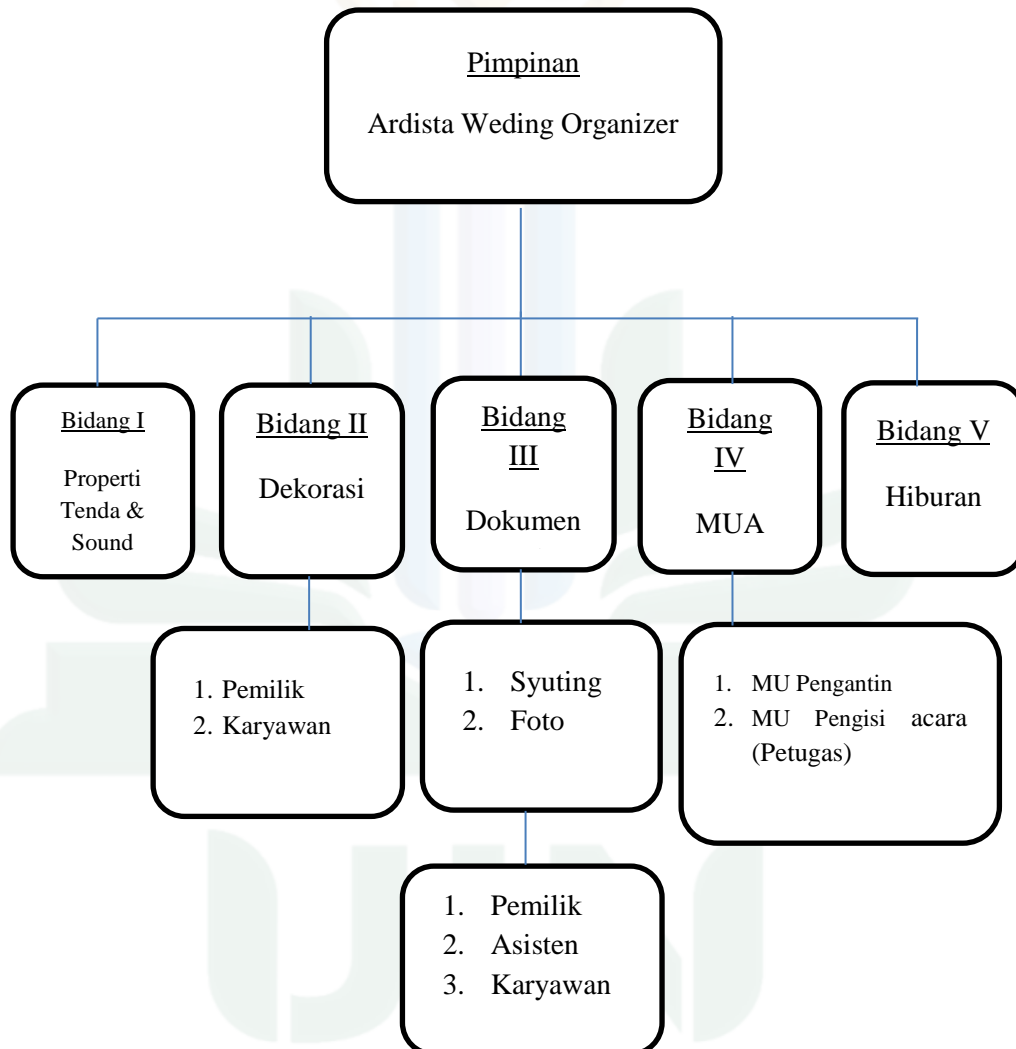 Pimpinan
Ardista Weding Organizer
Bidang I
Properti
Tenda &
Sound
Bidang II
Dekorasi
Bidang
III
Dokumen
Bidang
IV
MUA
Bidang V
Hiburan
1. Pemilik
2. Karyawan
1. Syuting
2. Foto
1. MU Pengantin
2. MU Pengisi acara
(Petugas)
1. Pemilik
2. Asisten
3. Karyawan
UIN